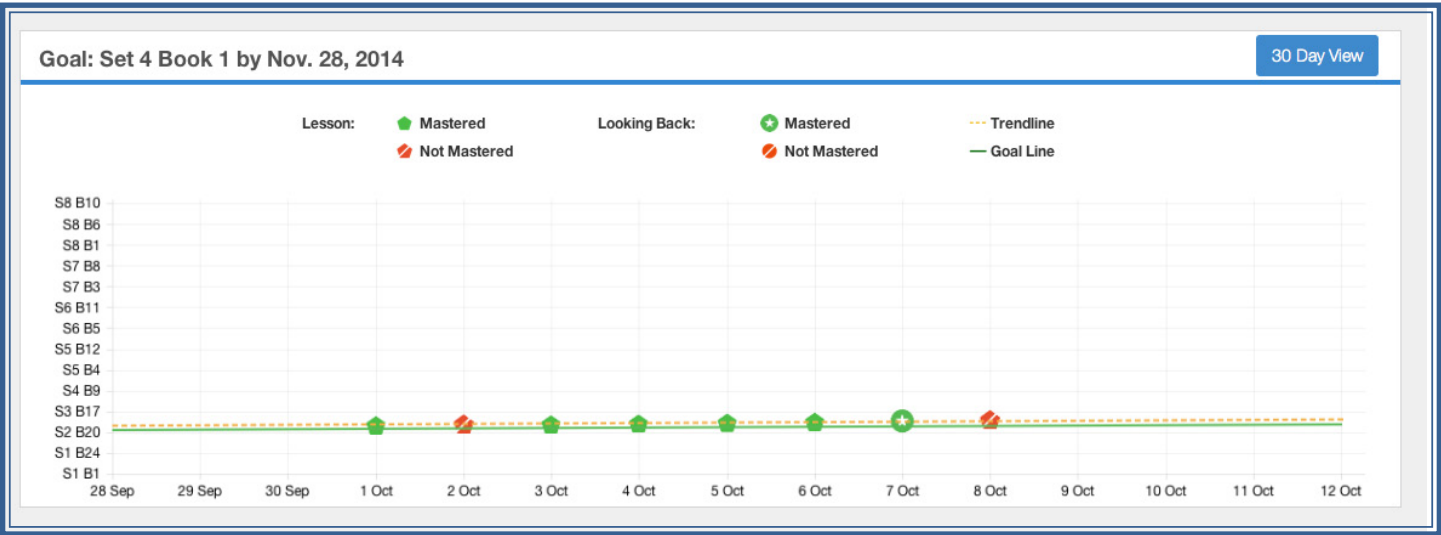 Goal: Set 4 Book 1 by Nov. 28, 2014
30 Day View
Lesson: Mastered Looking Back: Mastered Trendline
Not Mastered Not Mastered Goal Line
S8 B10
S8 B6
S8 B1
S7 B8
S7 B3
S6 B11
S6 B5
S5 B12
S5 B4
S4 B9
S3 B17
S2 B20
S1 B24
S1 B1
28 Sep 29 Sep 30 Sep 1 Oct 2 Oct 3 Oct 4 Oct 5 Oct 6 Oct 7 Oct 8 Oct 9 Oct 10 Oct 11 Oct 12 Oct